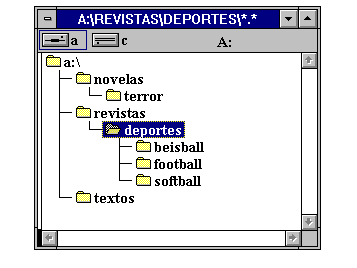 A:\REVISTAS\DEPORTES\*.*
a c A:
a:\
novelas
terror
revistas
deportes
beisball
football
softball
textos